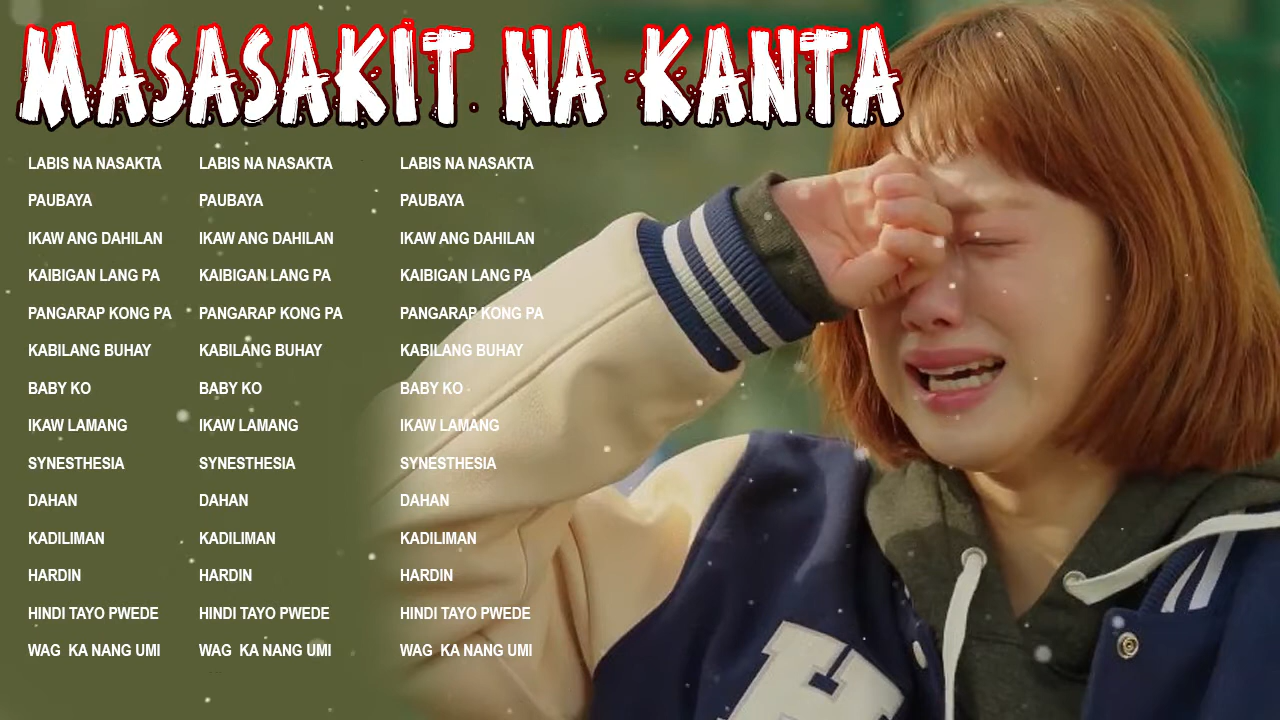 MASASAKIT NA KANTA
LABIS NA NASAKTA LABIS NA NASAKTA LABIS NA NASAKTA
PAUBAYA PAUBAYA PAUBAYA
IKAW ANG DAHILAN IKAW ANG DAHILAN IKAW ANG DAHILAN
KAIBIGAN LANG PA KAIBIGAN LANG PA KAIBIGAN LANG PA
PANGARAP KONG PA PANGARAP KONG PA PANGARAP KONG PA
KABILANG BUHAY KABILANG BUHAY KABILANG BUHAY
BABY KO BABY KO BABY KO
IKAW LAMANG IKAW LAMANG IKAW LAMANG
SYNESTHESIA SYNESTHESIA SYNESTHESIA
DAHAN DAHAN DAHAN
KADILIMAN KADILIMAN KADILIMAN
HARDIN HARDIN HARDIN
HINDI TAYO PWEDE HINDI TAYO PWEDE HINDI TAYO PWEDE
WAG KA NANG UMI WAG KA NANG UMI WAG KA NANG UMI
H